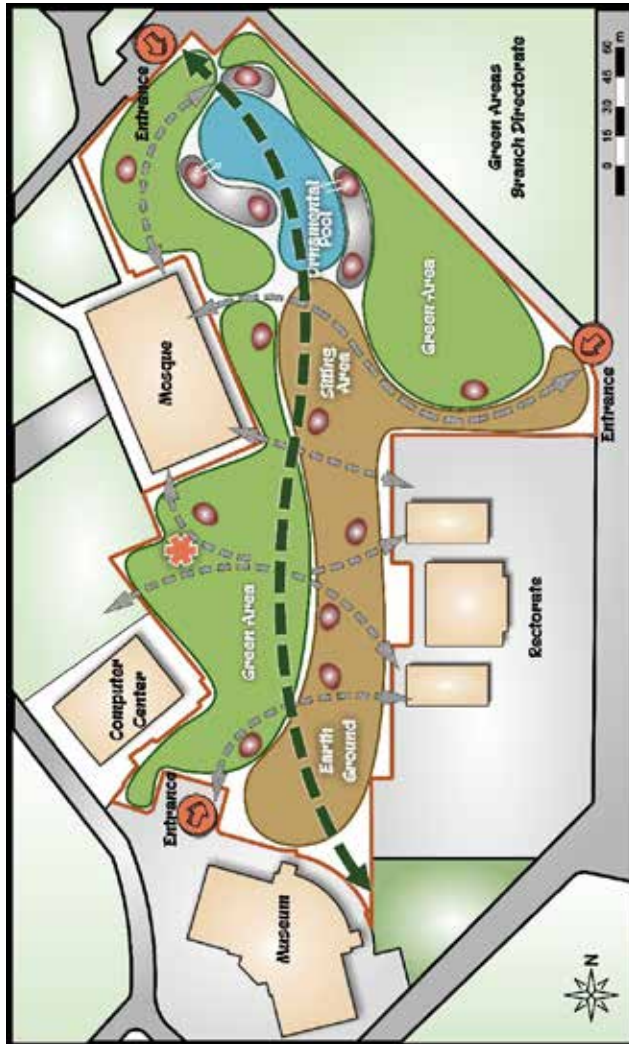 Museum
Entrance
Computer
Center
Mosque
Entrance
Green Area
Earth
Ground
Sitting
Area
Ornamental
Pool
Green Area
Rectorate
Entrance
Green Areas
Branch Directorate
0 15 30 45 60 m
N